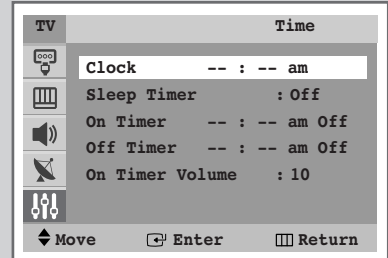 TV Time
Clock -- : -- am
Sleep Timer : Off
On Timer -- : -- am Off
Off Timer -- : -- am Off
On Timer Volume : 10
Move Enter Return